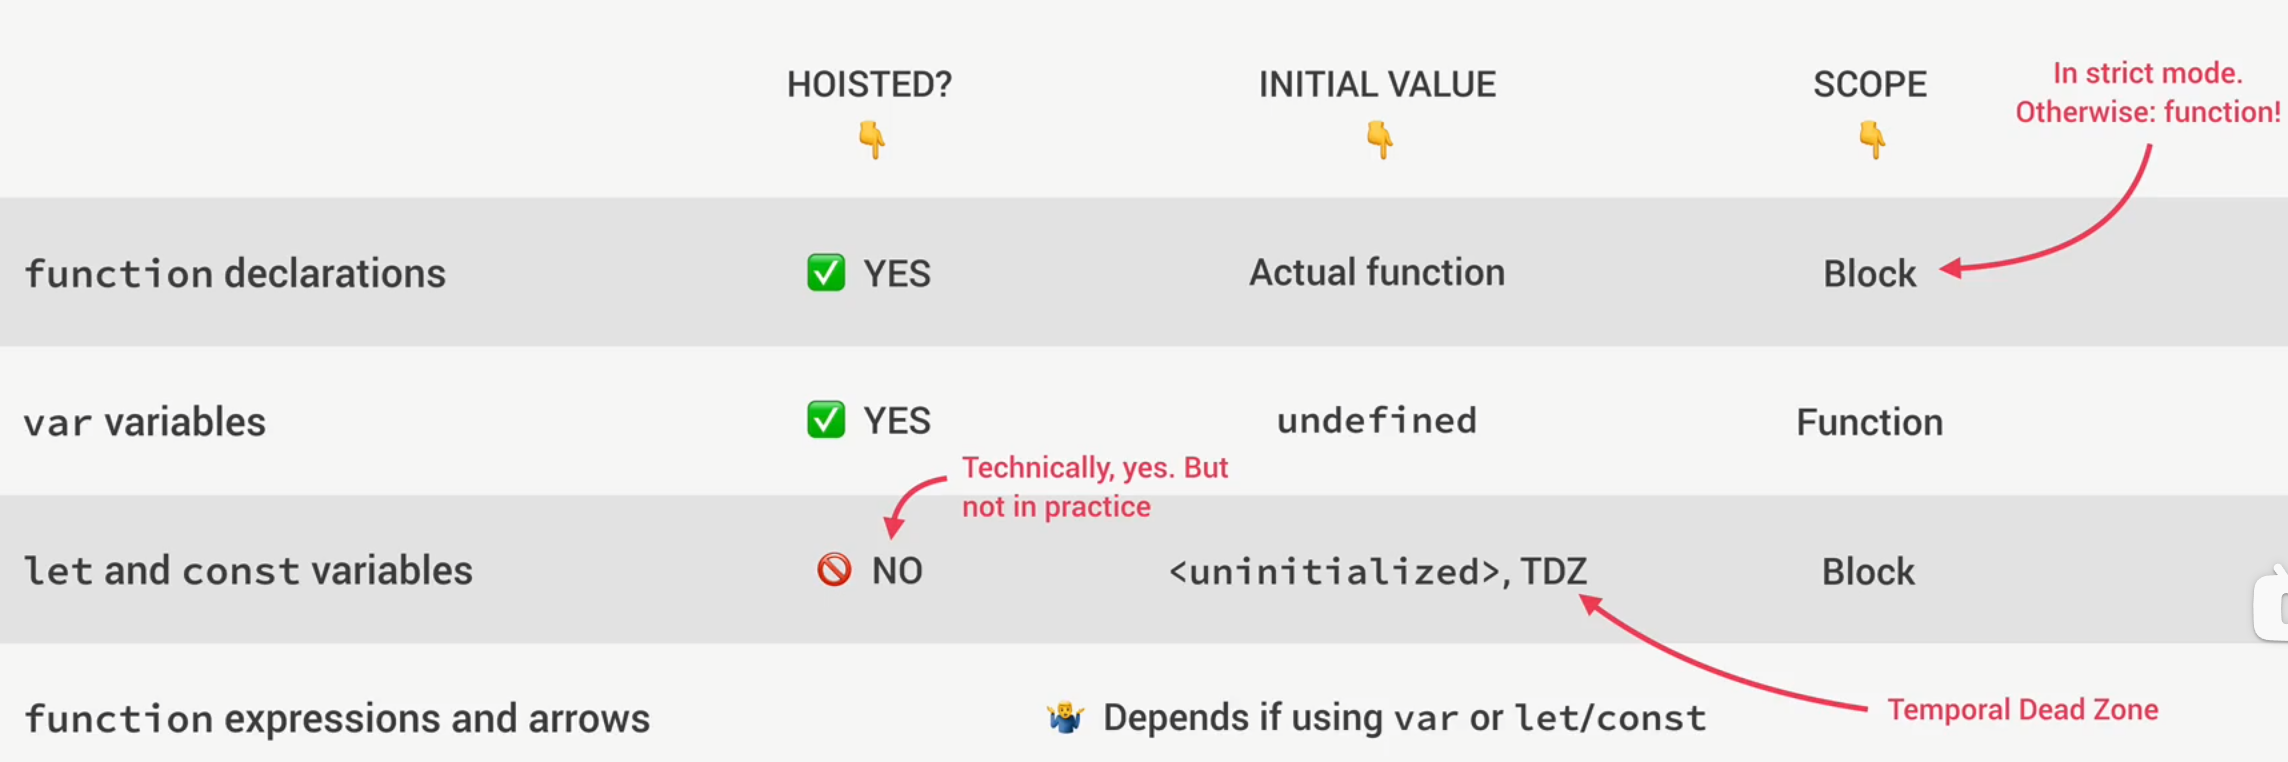 HOISTED? INITIAL VALUE SCOPE
In strict mode.
Otherwise: function!
function declarations YES Actual function Block
var variables YES undefined Function
Technically, yes. But
not in practice
let and const variables NO <uninitialized>, TDZ Block
function expressions and arrows Depends if using var or let/const
Temporal Dead Zone